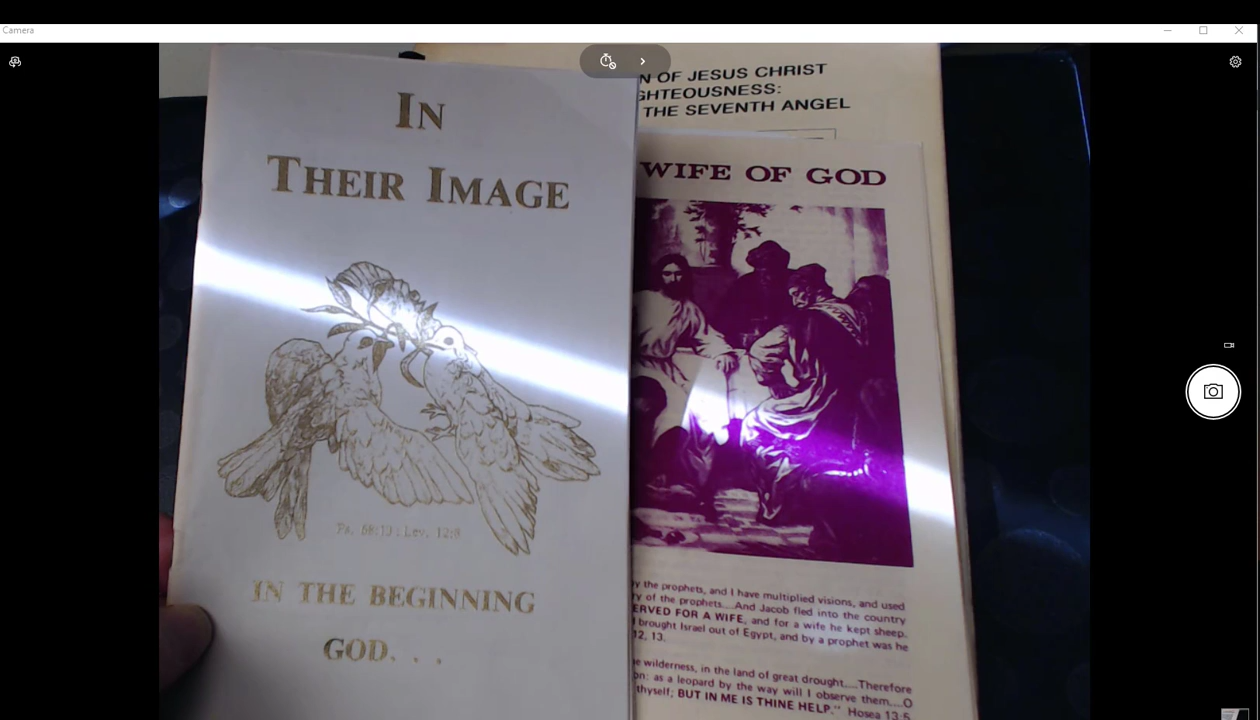 Camera
IN
THEIR IMAGE
Ps. 68:13; Lev. 12:8
IN THE BEGINNING
GOD. . .
N OF JESUS CHRIST
GHTEOUSNESS:
THE SEVENTH ANGEL
WIFE OF GOD
by the prophets, and I have multiplied visions, and used
ry of the prophets....And Jacob fled into the country
ERVED FOR A WIFE, and for a wife he kept sheep.
brought Israel out of Egypt, and by a prophet was he
12, 13.
e wilderness, in the land of great drought....Therefore
on: as a leopard by the way will I observe them....O
thyself; BUT IN ME IS THINE HELP." Hosea 13:5,